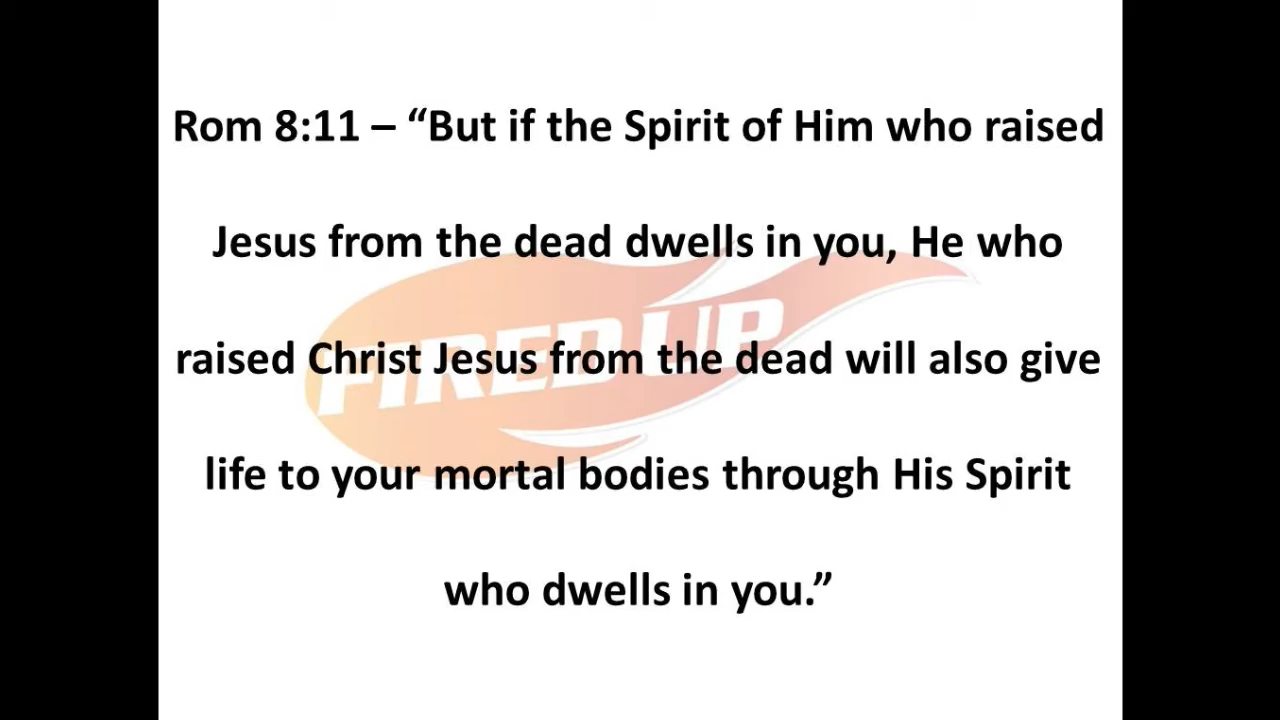 Rom 8:11 – “But if the Spirit of Him who raised
Jesus from the dead dwells in you, He who
FIRED UP
raised Christ Jesus from the dead will also give
life to your mortal bodies through His Spirit
who dwells in you.”